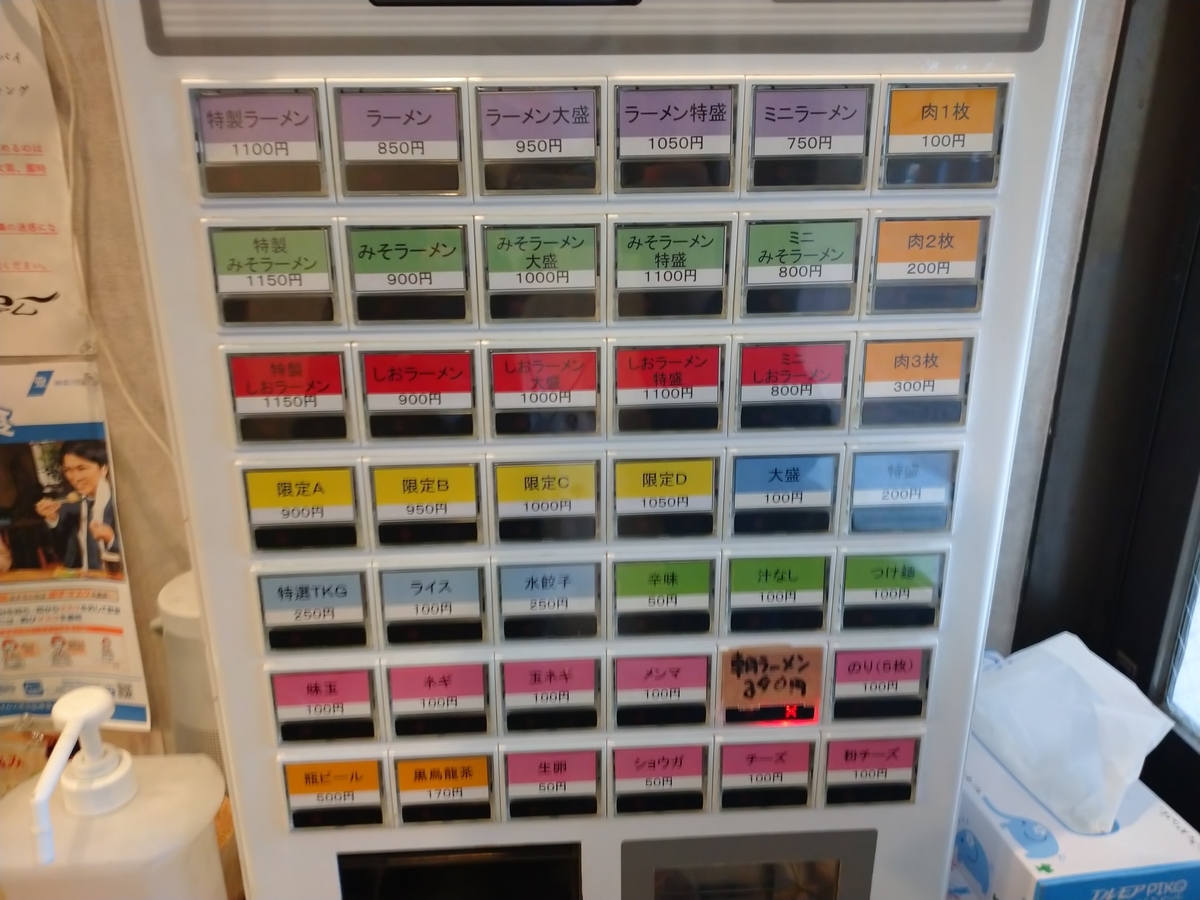 特製ラーメン
1100円
ラーメン
850円
ラーメン大盛
950円
ラーメン特盛
1050円
ミニラーメン
750円
肉1枚
100円
特製
みそラーメン
1150円
みそラーメン
900円
みそラーメン
大盛
1000円
みそラーメン
特盛
1100円
ミニ
みそラーメン
800円
肉2枚
200円
特製
しおラーメン
1150円
しおラーメン
900円
しおラーメン
大盛
1000円
しおラーメン
特盛
1100円
ミニ
しおラーメン
800円
肉3枚
300円
限定A
900円
限定B
950円
限定C
1000円
限定D
1050円
大盛
100円
特盛
200円
特選TKG
250円
ライス
100円
水餃子
250円
辛味
50円
汁なし
100円
つけ麺
100円
味玉
100円
ネギ
100円
玉ネギ
100円
メンマ
100円
ラーメン
390円
のり(5枚)
100円
瓶ビール
500円
黒烏龍茶
170円
生卵
50円
ショウガ
50円
チーズ
100円
粉チーズ
100円
エルモア PIKO